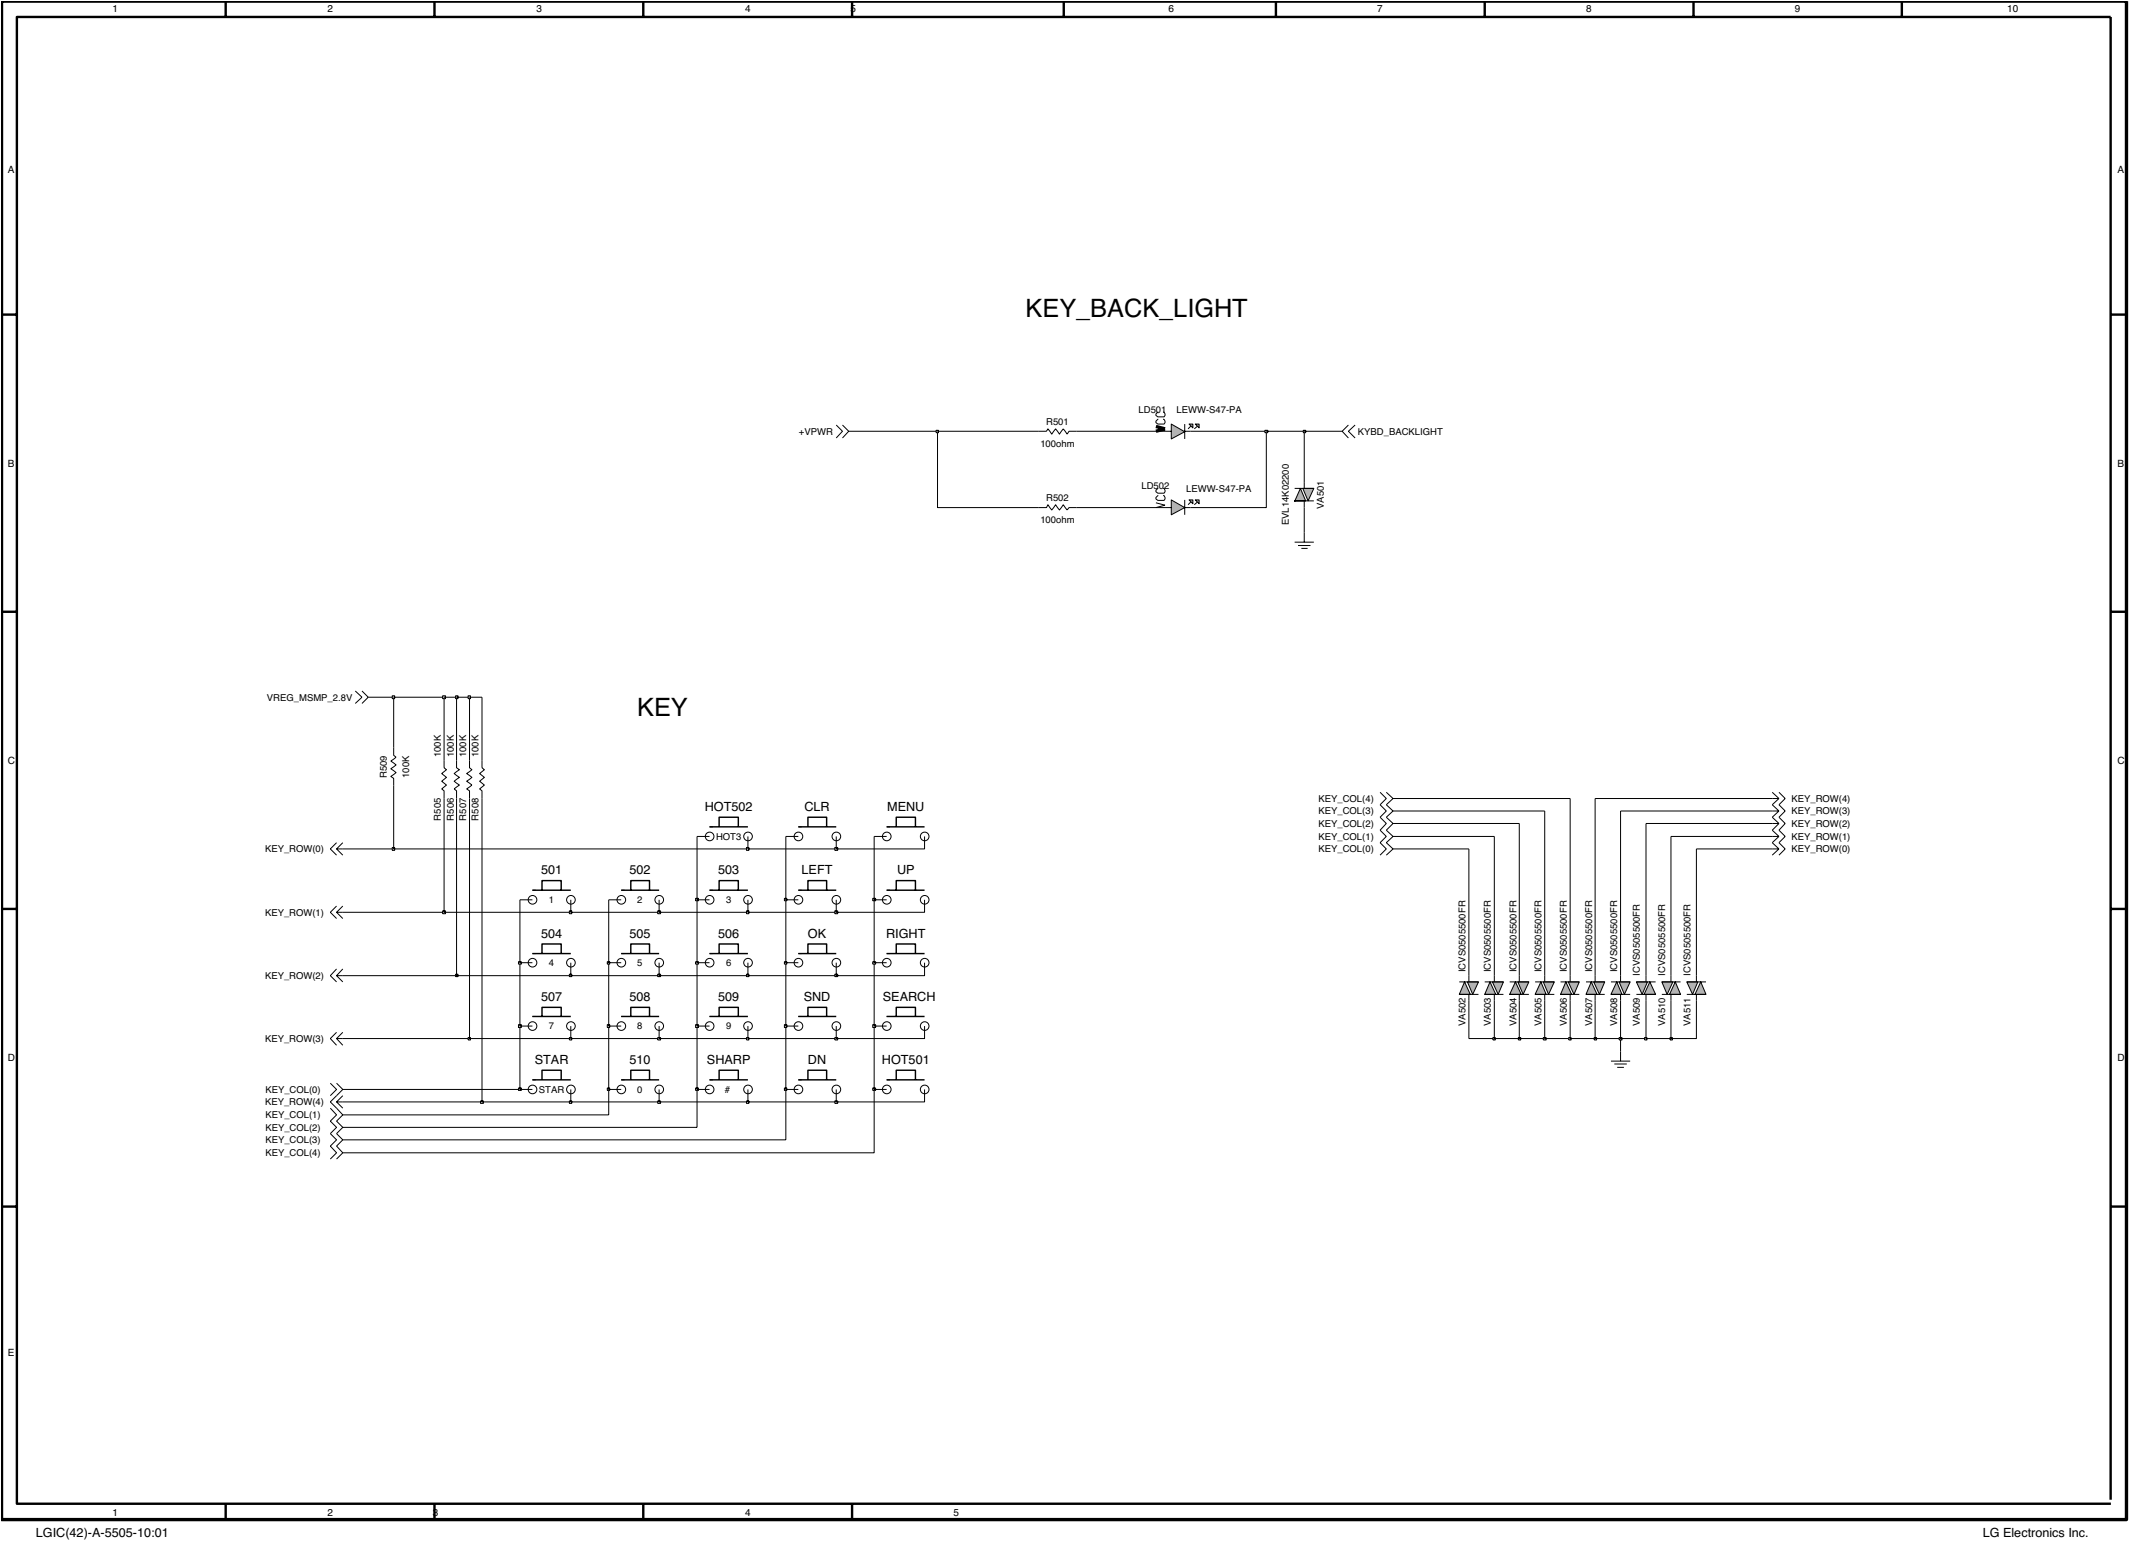 1 2 3 4 5 6 7 8 9 10
A A
KEY_BACK_LIGHT
+VPWR
R501
100ohm
LD501 LEWW-S47-PA
VCC
KYBD_BACKLIGHT
B B
R502
100ohm
LD502 LEWW-S47-PA
VCC
EVL14K02200
VA501
VREG_MSMP_2.8V
KEY
C C
R509
100K
100K 100K 100K 100K
R505 R506 R507 R508
HOT502 CLR MENU
HOT3
KEY_ROW(0)
501 502 503 LEFT UP
1 2 3
KEY_ROW(1)
504 505 506 OK RIGHT
4 5 6
KEY_ROW(2)
507 508 509 SND SEARCH
7 8 9
KEY_ROW(3)
STAR 510 SHARP DN HOT501
STAR 0 #
KEY_COL(0)
KEY_ROW(4)
KEY_COL(1)
KEY_COL(2)
KEY_COL(3)
KEY_COL(4)
KEY_COL(4) KEY_ROW(4)
KEY_COL(3) KEY_ROW(3)
KEY_COL(2) KEY_ROW(2)
KEY_COL(1) KEY_ROW(1)
KEY_COL(0) KEY_ROW(0)
ICVS0505500FR ICVS0505500FR ICVS0505500FR ICVS0505500FR ICVS0505500FR ICVS0505500FR ICVS0505500FR ICVS0505500FR ICVS0505500FR ICVS0505500FR
VA502 VA503 VA504 VA505 VA506 VA507 VA508 VA509 VA510 VA511
D D
E
1 2 3 4 5
LGIC(42)-A-5505-10:01
LG Electronics Inc.